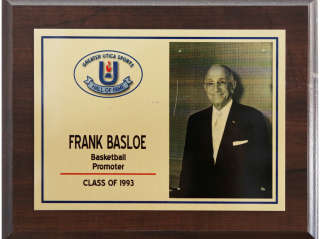 GREATER UTICA SPORTS
U
HALL OF FAME
FRANK BASLOE
Basketball
Promoter
CLASS OF 1993